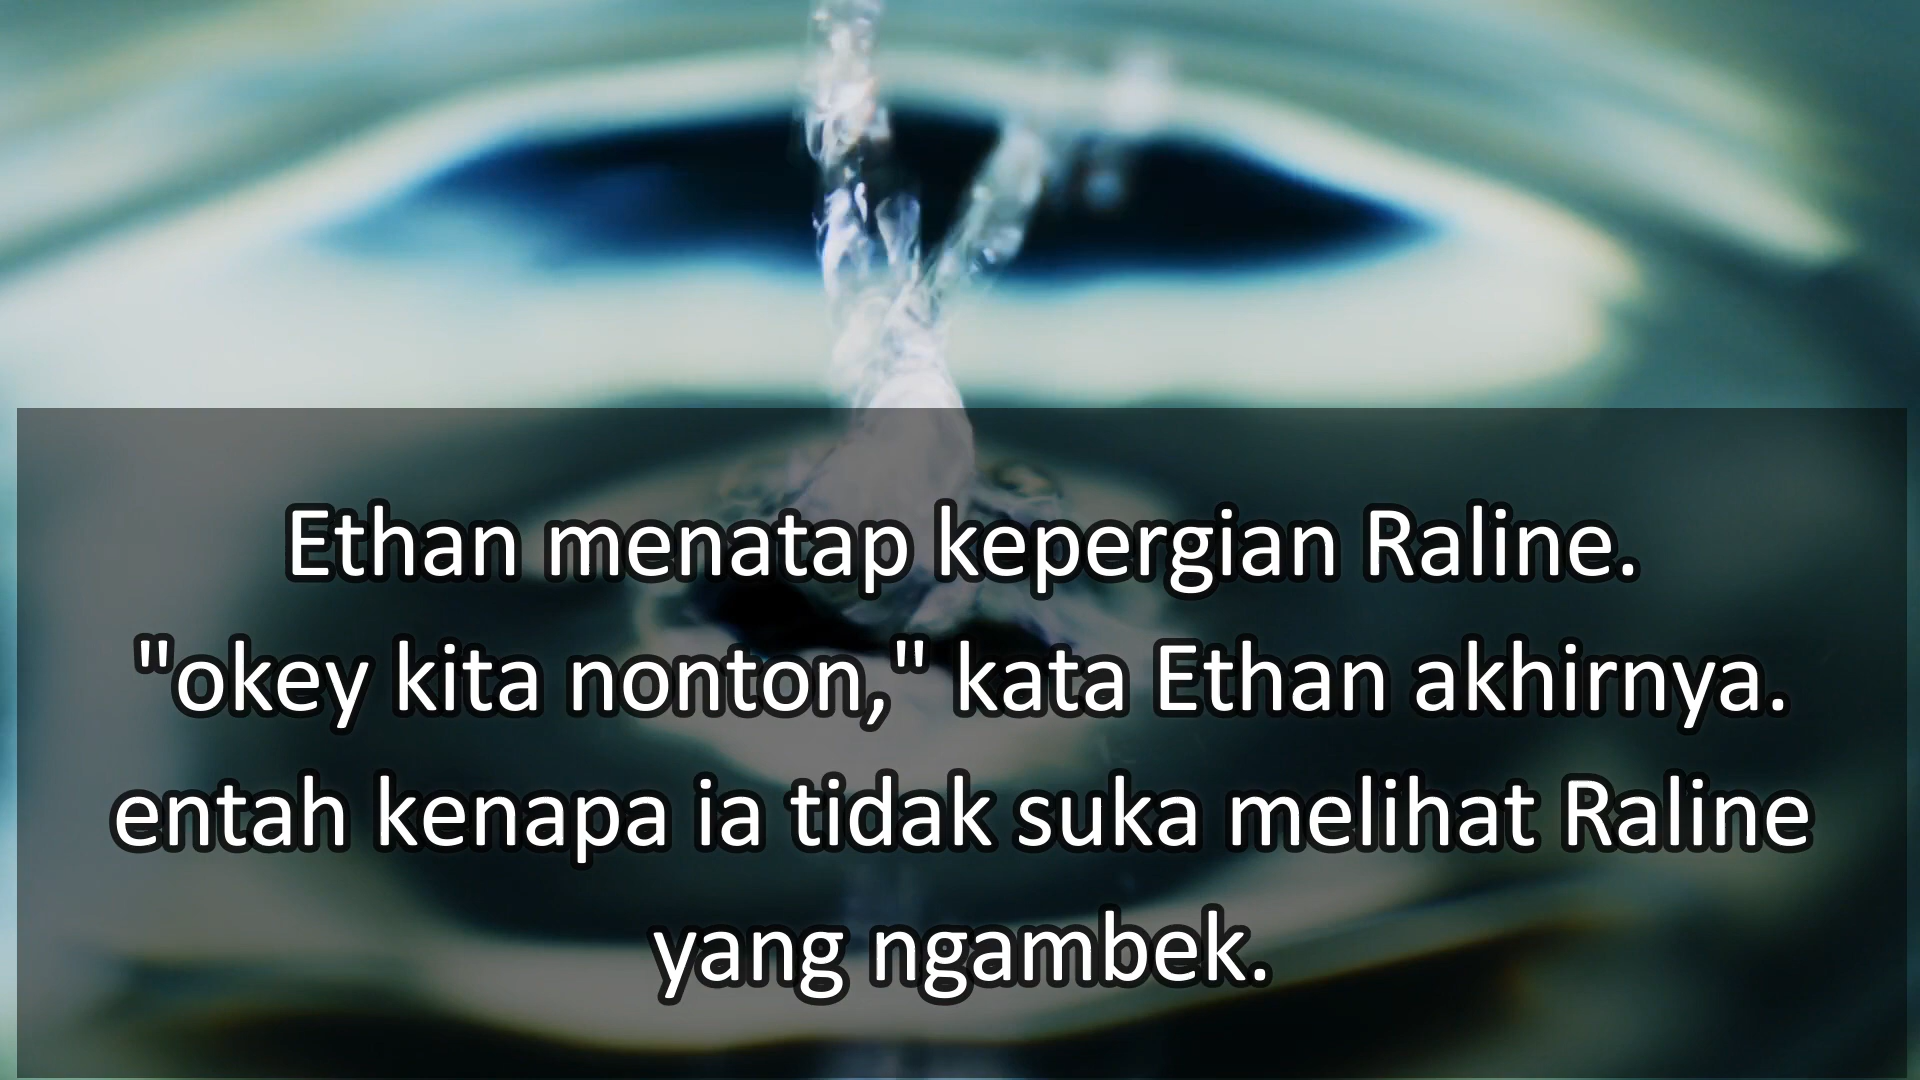 Ethan menatap kepergian Raline.
"okey kita nonton," kata Ethan akhirnya.
entah kenapa ia tidak suka melihat Raline
yang ngambek.